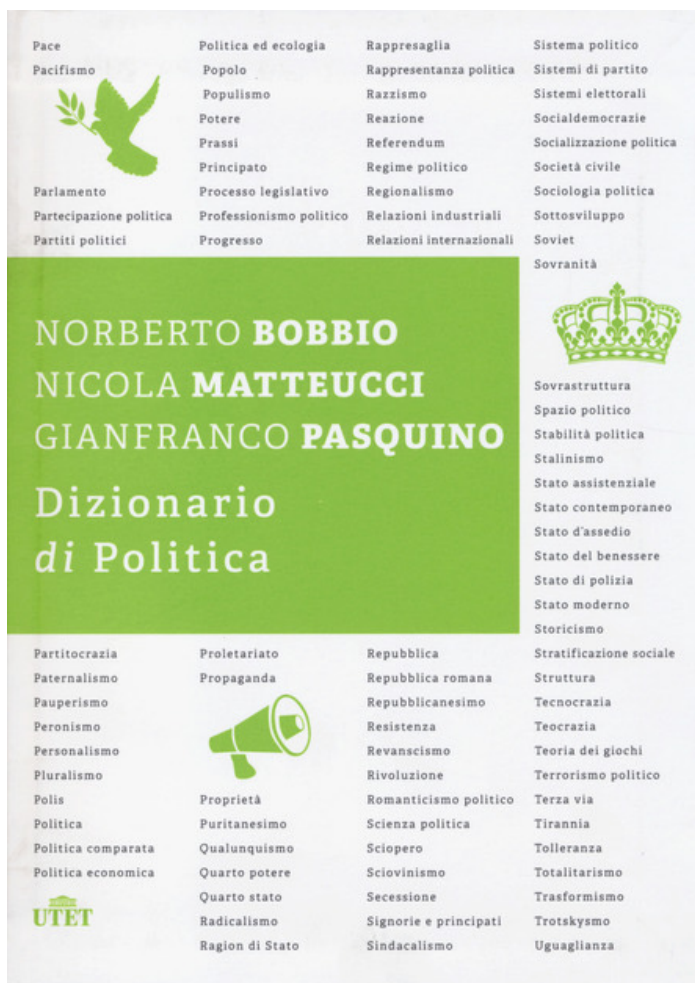 Pace
Pacifismo
Parlamento
Partecipazione politica
Partiti politici
Politica ed ecologia
Popolo
Populismo
Potere
Prassi
Principato
Processo legislativo
Professionismo politico
Progresso
Rappresaglia
Rappresentanza politica
Razzismo
Reazione
Referendum
Regime politico
Regionalismo
Relazioni industriali
Relazioni internazionali
Sistema politico
Sistemi di partito
Sistemi elettorali
Socialdemocrazie
Socializzazione politica
Società civile
Sociologia politica
Sottosviluppo
Soviet
Sovranità
NORBERTO BOBBIO
NICOLA MATTEUCCI
GIANFRANCO PASQUINO
Dizionario
di Politica
Sovrastruttura
Spazio politico
Stabilità politica
Stalinismo
Stato assistenziale
Stato contemporaneo
Stato d'assedio
Stato del benessere
Stato di polizia
Stato moderno
Storicismo
Partitocrazia
Paternalismo
Pauperismo
Peronismo
Personalismo
Pluralismo
Polis
Politica
Politica comparata
Politica economica
UTET
Proletariato
Propaganda
Proprietà
Puritanesimo
Qualunquismo
Quarto potere
Quarto stato
Radicalismo
Ragion di Stato
Repubblica
Repubblica romana
Repubblicanesimo
Resistenza
Revanscismo
Rivoluzione
Romanticismo politico
Scienza politica
Sciopero
Sciovinismo
Secessione
Signorie e principati
Sindacalismo
Stratificazione sociale
Struttura
Tecnocrazia
Teocrazia
Teoria dei giochi
Terrorismo politico
Terza via
Tirannia
Tolleranza
Totalitarismo
Trasformismo
Trotskysmo
Uguaglianza